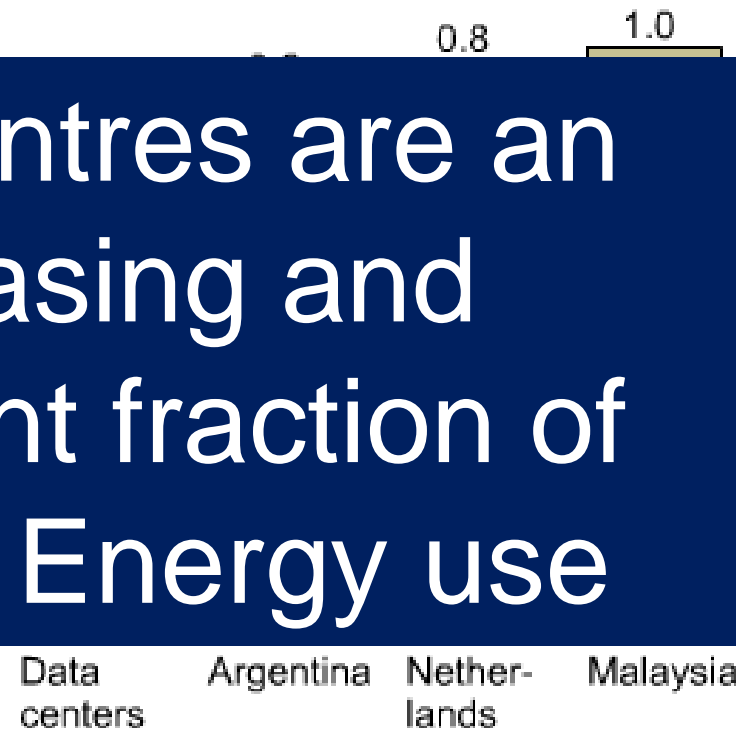 0.8 1.0
ntres are an
asing and
nt fraction of
Energy use
Data Argentina Nether- Malaysia
centers lands